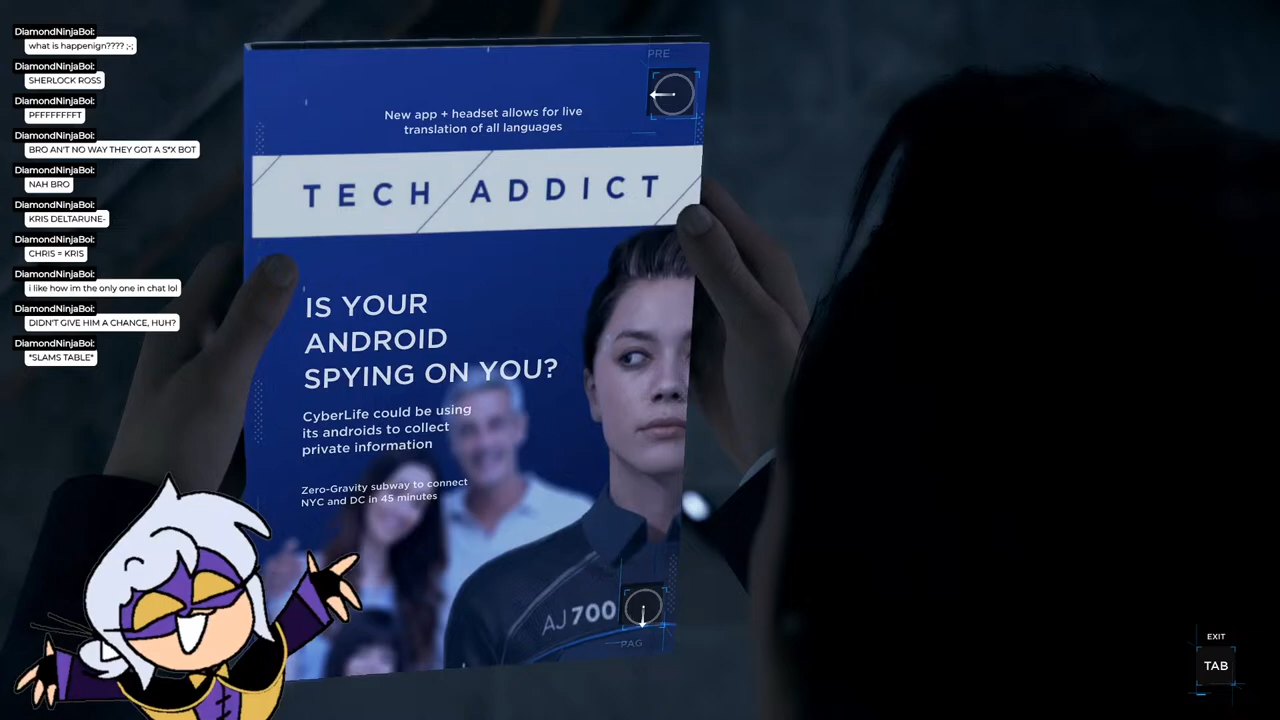 DiamondNinjaBoi:
what is happenign???? ;-;
DiamondNinjaBoi:
SHERLOCK ROSS
DiamondNinjaBoi:
PFFFFFFFFT
DiamondNinjaBoi:
BRO AN'T NO WAY THEY GOT A S*X BOT
DiamondNinjaBoi:
NAH BRO
DiamondNinjaBoi:
KRIS DELTARUNE-
DiamondNinjaBoi:
CHRIS = KRIS
DiamondNinjaBoi:
i like how im the only one in chat lol
DiamondNinjaBoi:
DIDN'T GIVE HIM A CHANCE, HUH?
DiamondNinjaBoi:
*SLAMS TABLE*
PRE
New app + headset allows for live
translation of all languages
TECH ADDICT
IS YOUR
ANDROID
SPYING ON YOU?
CyberLife could be using
its androids to collect
private information
Zero-Gravity subway to connect
NYC and DC in 45 minutes
AJ700
PAG
EXIT
TAB